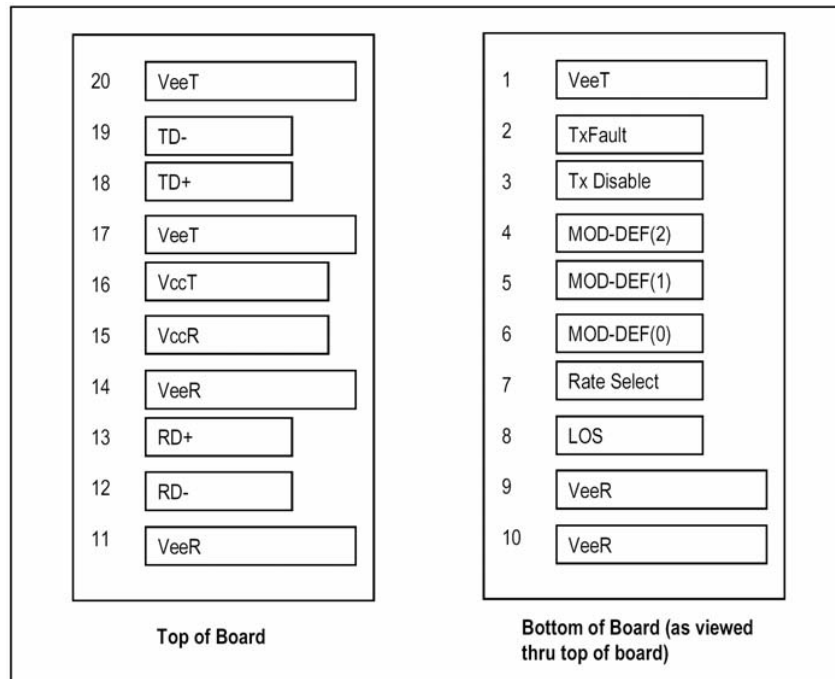 20 VeeT
19 TD-
18 TD+
17 VeeT
16 VccT
15 VccR
14 VeeR
13 RD+
12 RD-
11 VeeR
Top of Board
1 VeeT
2 TxFault
3 Tx Disable
4 MOD-DEF(2)
5 MOD-DEF(1)
6 MOD-DEF(0)
7 Rate Select
8 LOS
9 VeeR
10 VeeR
Bottom of Board (as viewed
thru top of board)